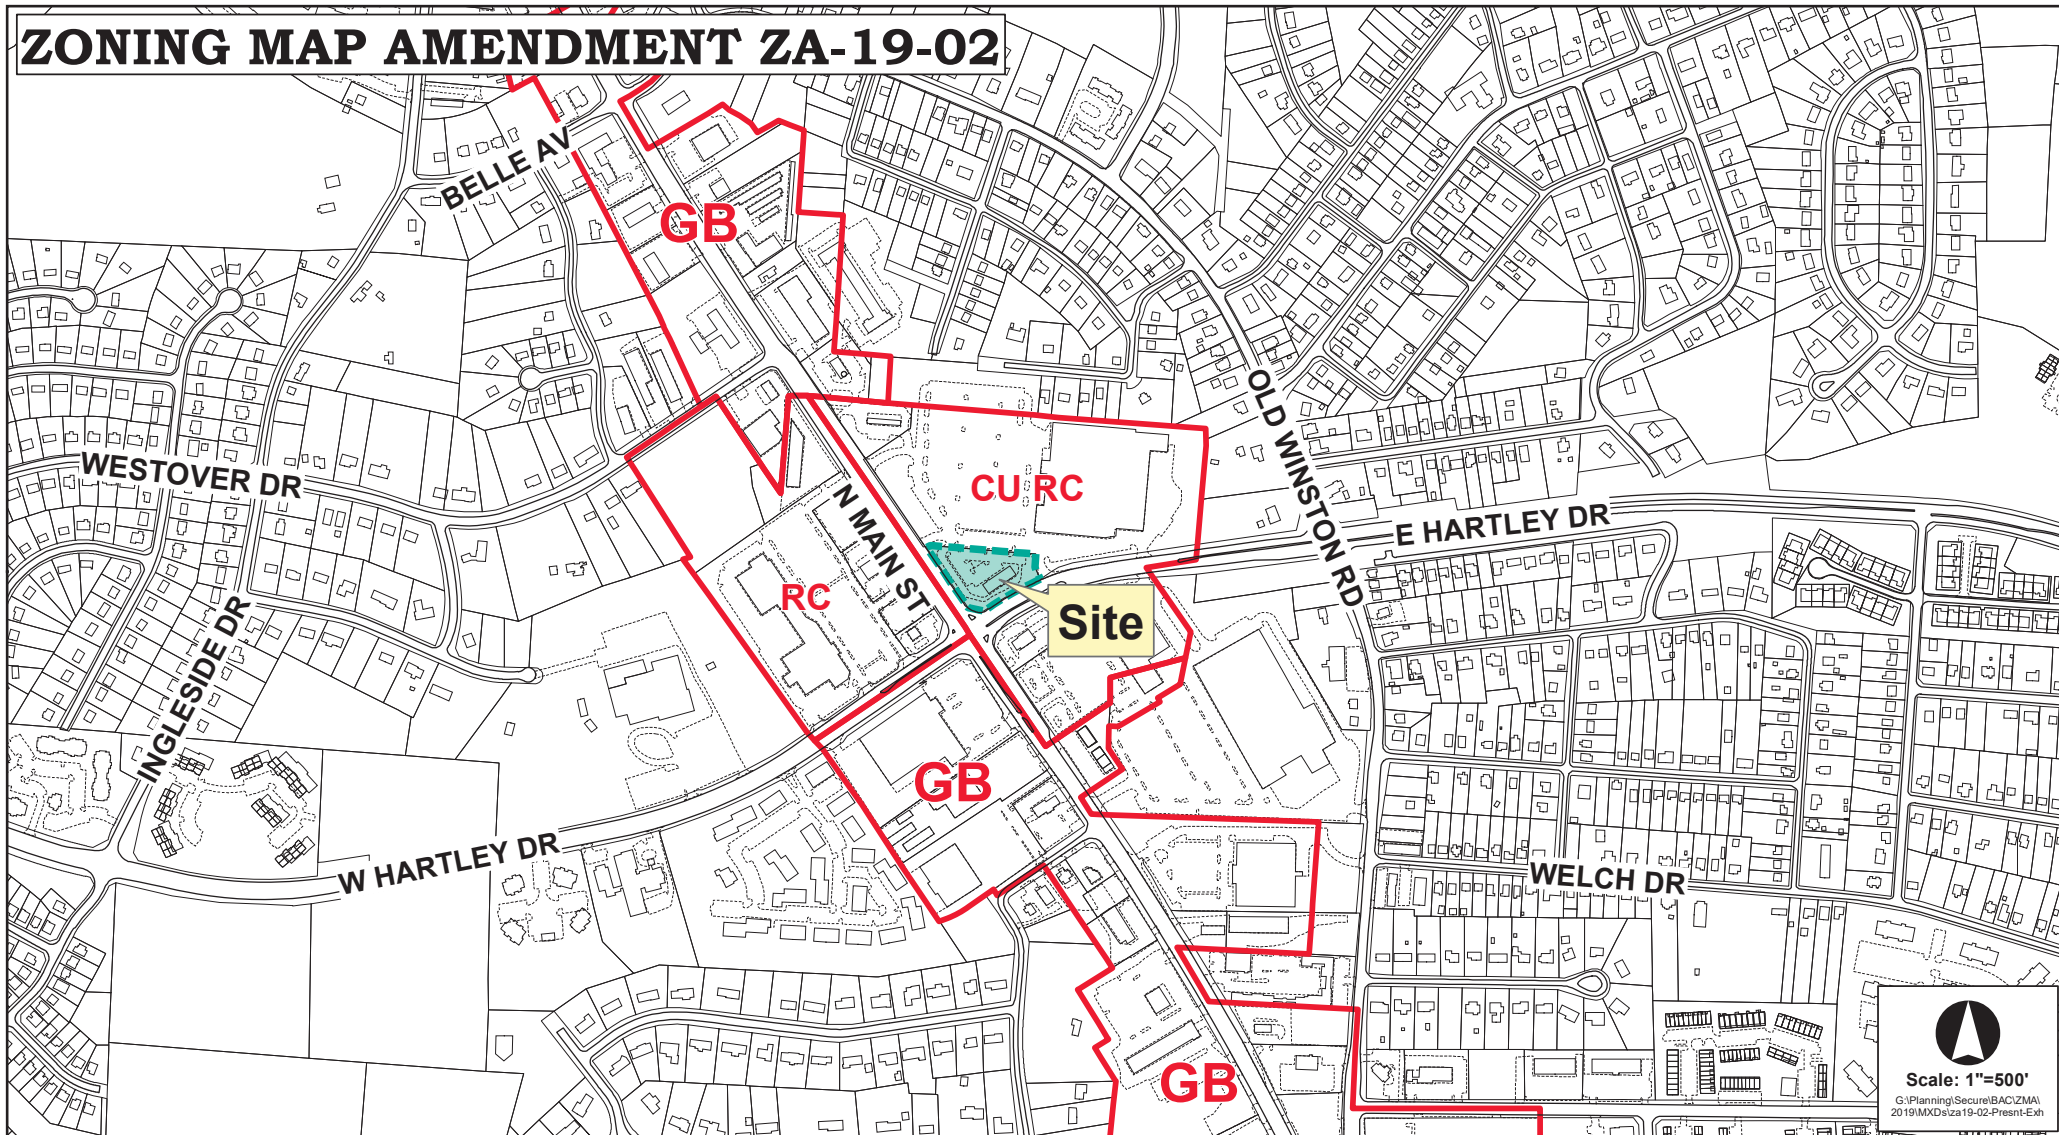 ZONING MAP AMENDMENT ZA-19-02
BELLE AV
GB
OLD WINSTON RD
WESTOVER DR
CU RC
N MAIN ST
E HARTLEY DR
RC
Site
INGLESIDE DR
GB
W HARTLEY DR
WELCH DR
GB
Scale: 1"=500'
G:\Planning\Secure\BAC\ZMA\
2019\MXDs\za19-02-Presnt-Exh